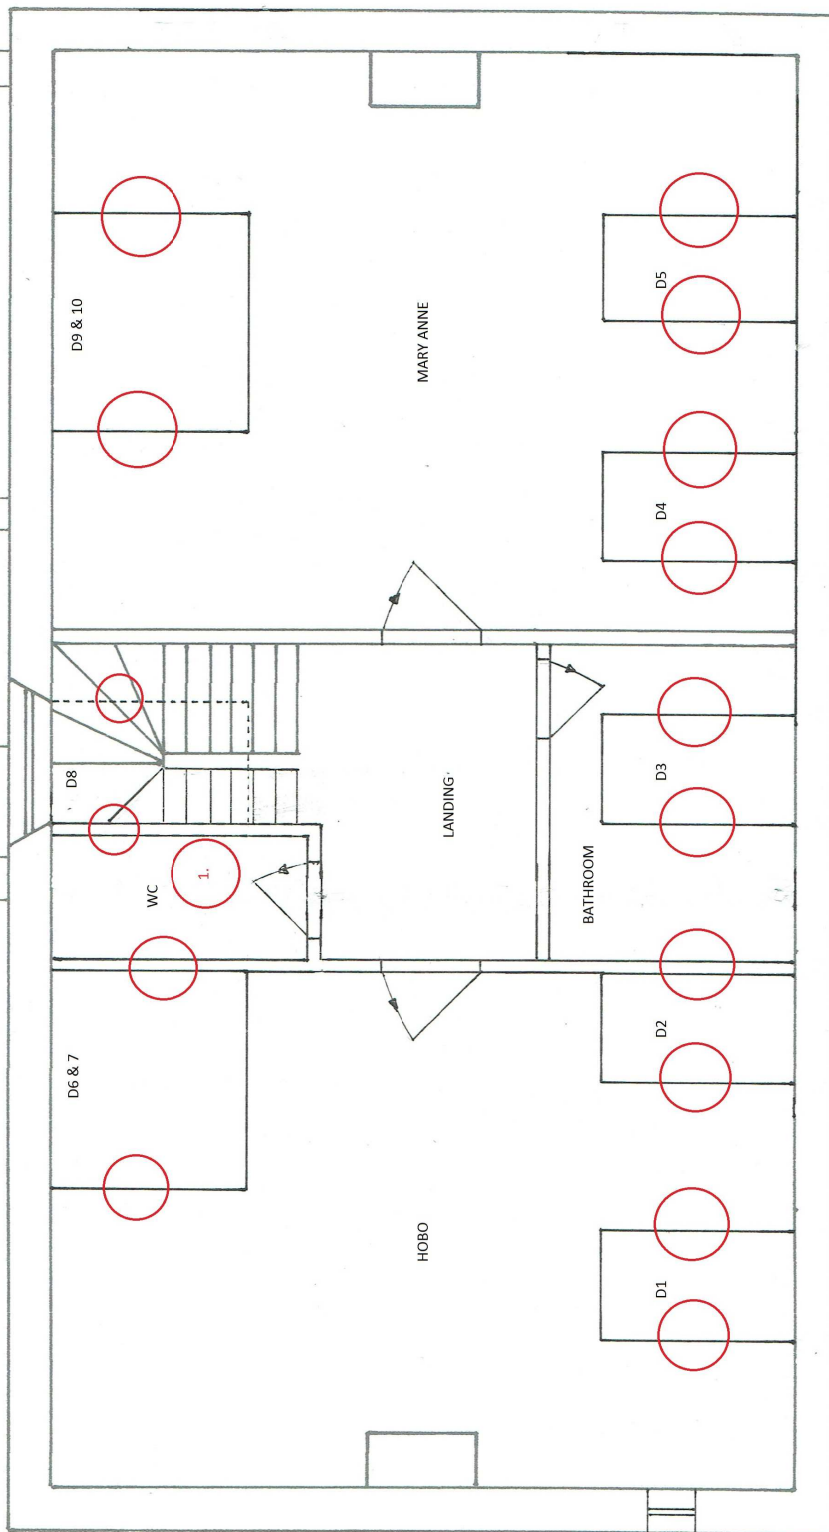 D6 & 7
D8
D9 & 10
WC
1.
HOBO
LANDING
MARY ANNE
BATHROOM
D1
D2
D3
D4
D5